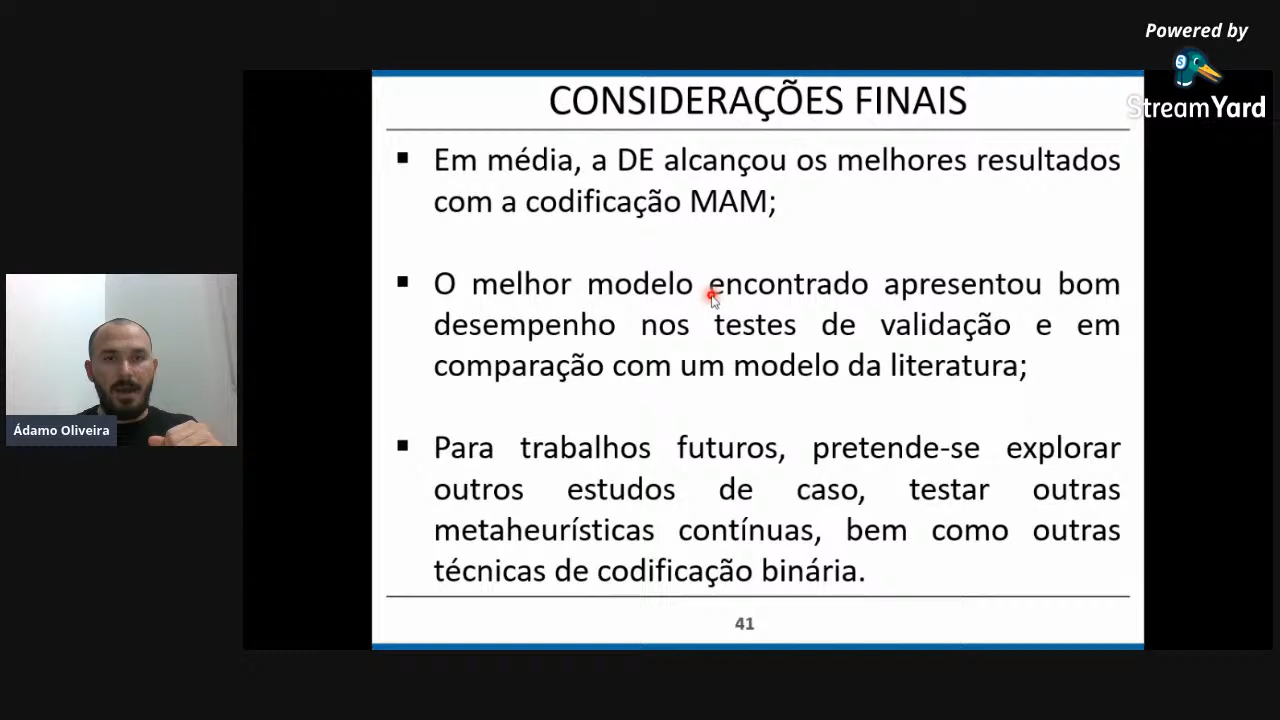 Powered by
StreamYard
CONSIDERAÇÕES FINAIS
▪ Em média, a DE alcançou os melhores resultados
com a codificação MAM;
▪ O melhor modelo encontrado apresentou bom
desempenho nos testes de validação e em
comparação com um modelo da literatura;
▪ Para trabalhos futuros, pretende-se explorar
outros estudos de caso, testar outras
metaheurísticas contínuas, bem como outras
técnicas de codificação binária.
41
Ádamo Oliveira